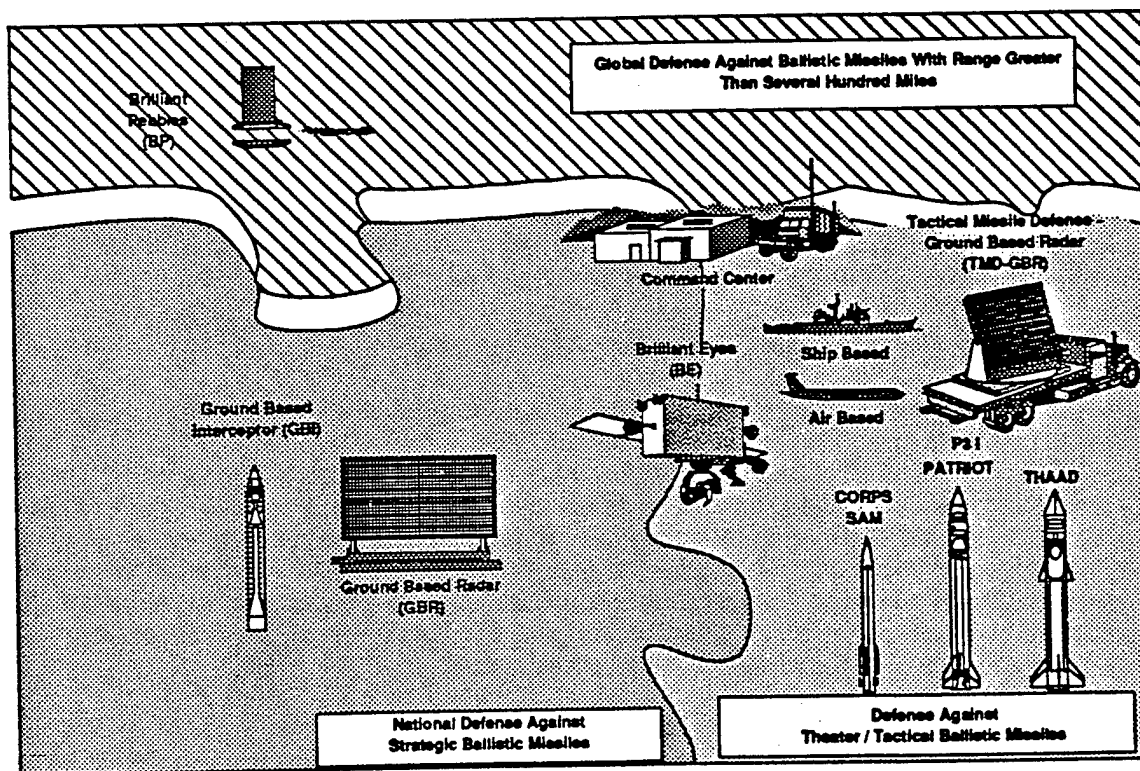 Global Defense Against Ballistic Missiles With Range Greater
Than Several Hundred Miles
Brilliant
Pebbles
(BP)
Tactical Missile Defense -
Ground Based Radar
(TMD-GBR)
Command Center
Ship Based
Brilliant Eyes
(BE)
Air Based
Ground Based
Interceptor (GBI)
P3 I
PATRIOT
THAAD
CORPS
SAM
Ground Based Radar
(GBR)
National Defense Against
Strategic Ballistic Missiles
Defense Against
Theater / Tactical Ballistic Missiles